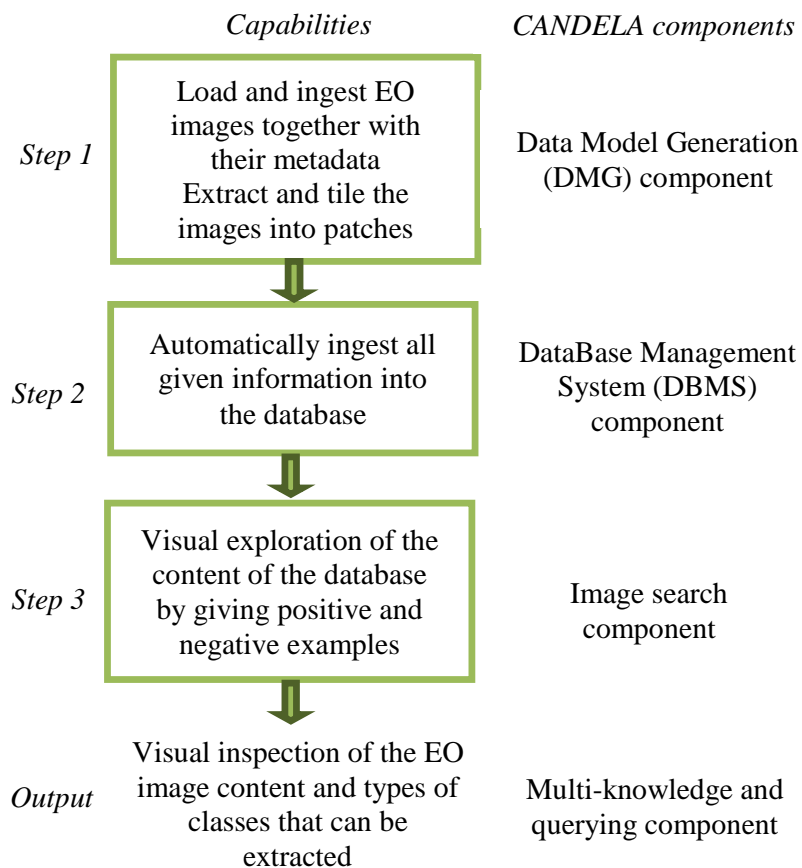 Capabilities
CANDELA components
Step 1
Load and ingest EO
images together with
their metadata
Extract and tile the
images into patches
Data Model Generation
(DMG) component
Step 2
Automatically ingest all
given information into
the database
DataBase Management
System (DBMS)
component
Step 3
Visual exploration of the
content of the database
by giving positive and
negative examples
Image search
component
Output
Visual inspection of the EO
image content and types of
classes that can be
extracted
Multi-knowledge and
querying component